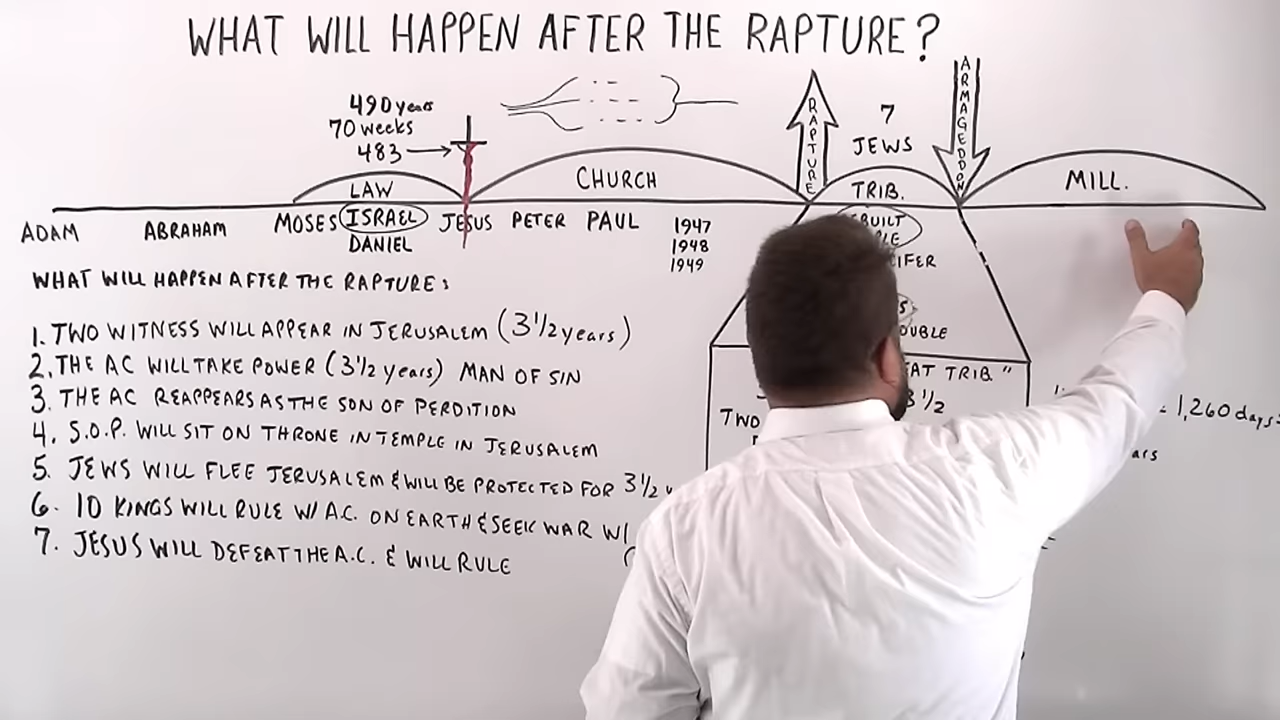 WHAT WILL HAPPEN AFTER THE RAPTURE?
490 years
70 weeks
483
RAPTURE
7
JEWS
ARMAGEDDON
LAW
CHURCH
TRIB.
MILL.
ADAM
ABRAHAM
MOSES ISRAEL
DANIEL
JESUS PETER PAUL
1947
1948
1949
WHAT WILL HAPPEN AFTER THE RAPTURE:
1. TWO WITNESS WILL APPEAR IN JERUSALEM (3½ years)
2. THE AC WILL TAKE POWER (3½ years) MAN OF SIN
3. THE AC REAPPEARS AS THE SON OF PERDITION
4. S.O.P. WILL SIT ON THRONE IN TEMPLE IN JERUSALEM
5. JEWS WILL FLEE JERUSALEM & WILL BE PROTECTED FOR 3½
6. 10 KINGS WILL RULE W/ A.C. ON EARTH & SEEK WAR W/
7. JESUS WILL DEFEAT THE A.C. & WILL RULE
TRIB."
3½
TWO
= 1,260 days